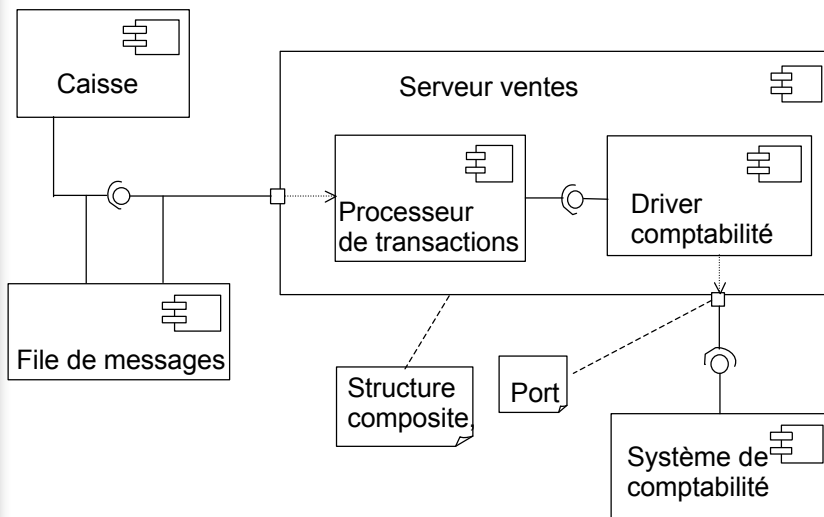 Caisse
Serveur ventes
Processeur
de transactions
Driver
comptabilité
File de messages
Structure
composite
Port
Système de
comptabilité